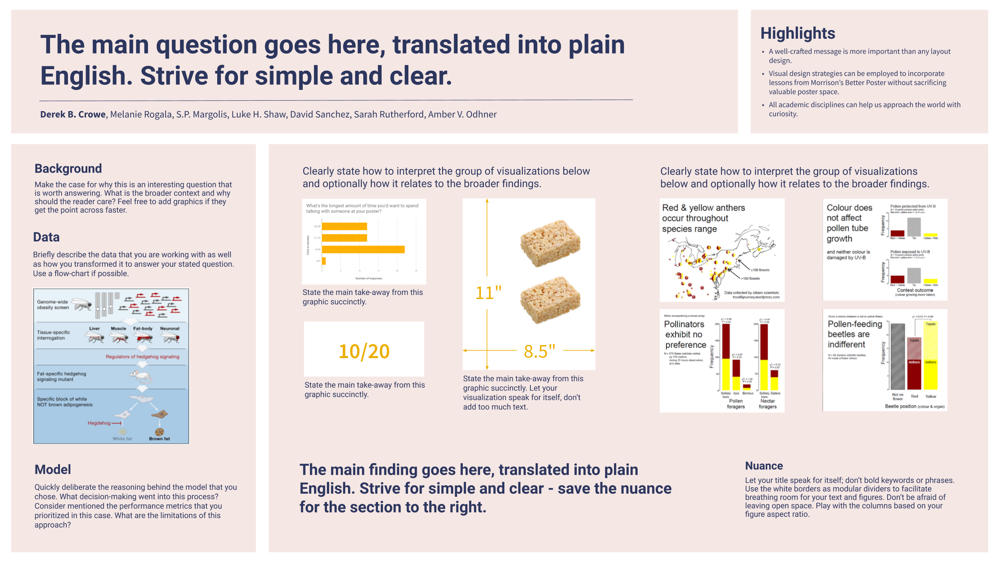 The main question goes here, translated into plain
English. Strive for simple and clear.
Derek B. Crowe, Melanie Rogala, S.P. Margolis, Luke H. Shaw, David Sanchez, Sarah Rutherford, Amber V. Odhner
Highlights
• A well-crafted message is more important than any layout
design.
• Visual design strategies can be employed to incorporate
lessons from Morrison's Better Poster without sacrificing
valuable poster space.
• All academic disciplines can help us approach the world with
curiosity.
Background
Make the case for why this is an interesting question that
is worth answering. What is the broader context and why
should the reader care? Feel free to add graphics if they
get the point across faster.
Data
Briefly describe the data that you are working with as well
as how you transformed it to answer your stated question.
Use a flow-chart if possible.
Genome-wide
obesity screen
Tissue-specific
interrogation
Liver Muscle Fat-body Neuronal
Regulators of hedgehog signaling
Fat-specific hedgehog
signaling mutant
Specific block of white
NOT brown adipogenesis
Hegdehog
White fat Brown fat
Model
Quickly deliberate the reasoning behind the model that you
chose. What decision-making went into this process?
Consider mentioned the performance metrics that you
prioritized in this case. What are the limitations of this
approach?
Clearly state how to interpret the group of visualizations below
and optionally how it relates to the broader findings.
What's the longest amount of time you'd want to spend
talking with someone at your poster?
Time in minutes
16-20
11-15
6-10
0-5
0 5 10 15 20 25
Number of responses
State the main take-away from this
graphic succinctly.
10/20
State the main take-away from this
graphic succinctly.
11"
8.5"
State the main take-away from this
graphic succinctly. Let your
visualization speak for itself, don't
add too much text.
Clearly state how to interpret the group of visualizations
below and optionally how it relates to the broader findings.
Red & yellow anthers
occur throughout
species range
≤100 flowers
>100 flowers
Data collected by citizen scientists:
troutlilysurvey.wordpress.com
Colour does
not affect
pollen tube
growth
and neither colour is
damaged by UV-B
Pollen protected from UV-B
Frequency
Red > Yellow Tie Yellow > Red
Pollen exposed to UV-B
Frequency
Red > Yellow Tie Yellow > Red
Contest outcome
(colour growing more tubes)
When encountering a mixed array
Pollinators
exhibit no
preference
N = 575 flower patches visited,
by 378 visitors,
during 25 hours observation,
at 6 sites
Frequency
200
150
100
50
0
Solitary bees Apis Bombus
Pollen
foragers
Solitary bees Diptera
Nectar
foragers
Given a choice between a red or yellow flower,
Pollen-feeding
beetles are
indifferent
44 made a flower choice
Frequency
Tepals
Tepals
Anthers
Anthers
Not on
flower
Red
Yellow
Beetle position (colour & organ)
The main finding goes here, translated into plain
English. Strive for simple and clear - save the nuance
for the section to the right.
Nuance
Let your title speak for itself; don't bold keywords or phrases.
Use the white borders as modular dividers to facilitate
breathing room for your text and figures. Don't be afraid of
leaving open space. Play with the columns based on your
figure aspect ratio.